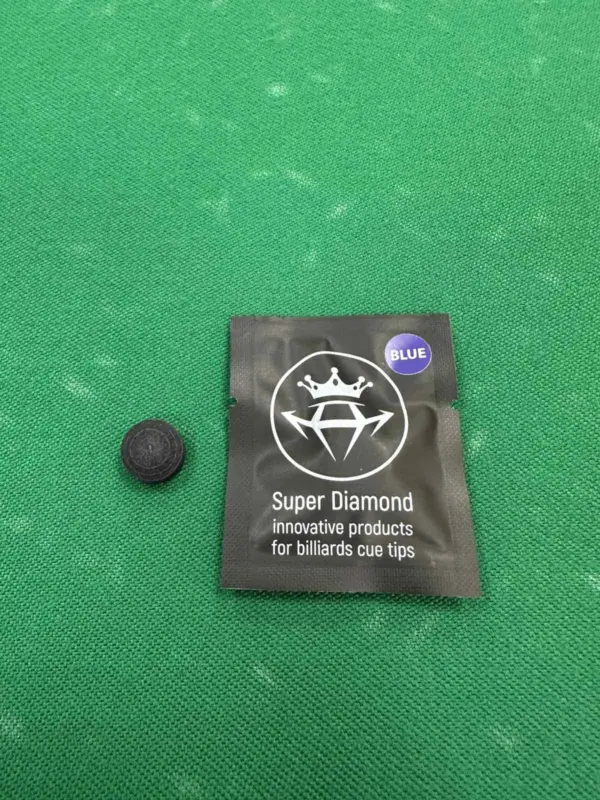 BLUE
Super Diamond
innovative products
for billiards cue tips